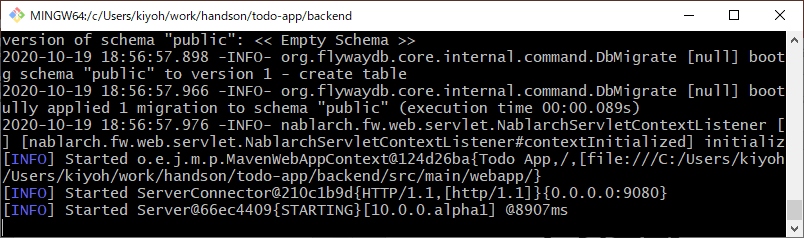 MINGW64:/c/Users/kiyoh/work/handson/todo-app/backend
version of schema "public": << Empty Schema >>
2020-10-19 18:56:57.898 -INFO- org.flywaydb.core.internal.command.DbMigrate [null] boot
g schema "public" to version 1 - create table
2020-10-19 18:56:57.966 -INFO- org.flywaydb.core.internal.command.DbMigrate [null] boot
ully applied 1 migration to schema "public" (execution time 00:00.089s)
2020-10-19 18:56:57.976 -INFO- nablarch.fw.web.servlet.NablarchServletContextListener [
] [nablarch.fw.web.servlet.NablarchServletContextListener#contextInitialized] initializ
[INFO] Started o.e.j.m.p.MavenWebAppContext@124d26ba{Todo App,/,[file:///C:/Users/kiyoh
/Users/kiyoh/work/handson/todo-app/backend/src/main/webapp/}
[INFO] Started ServerConnector@210c1b9d{HTTP/1.1,[http/1.1]}{0.0.0.0:9080}
[INFO] Started Server@66ec4409{STARTING}[10.0.0.alpha1] @8907ms